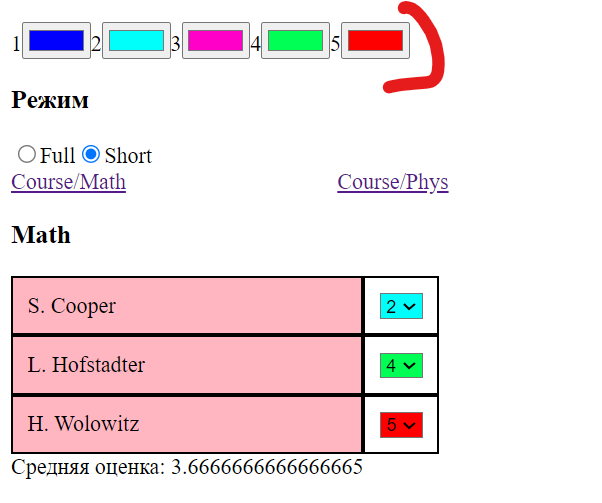 1 2 3 4 5
Режим
Full Short
Course/Math Course/Phys
Math
S. Cooper 2
L. Hofstadter 4
H. Wolowitz 5
Средняя оценка: 3.6666666666666665